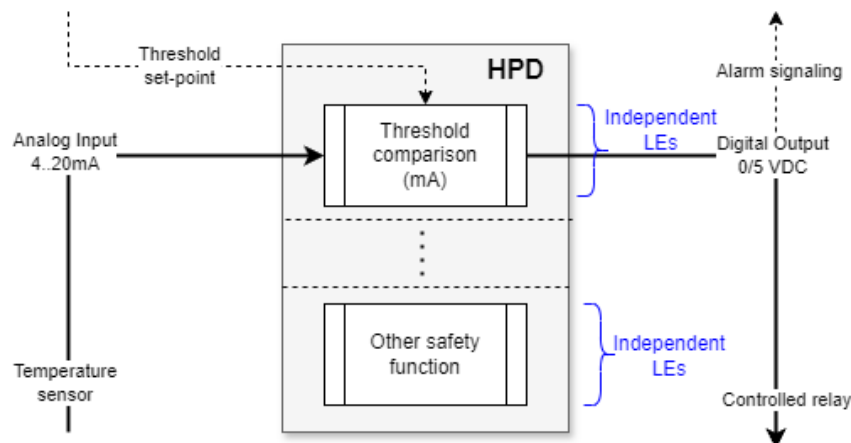 Threshold
set-point
HPD
Alarm signaling
Analog Input
4..20mA
Threshold
comparison
(mA)
Independent
LEs
Digital Output
0/5 VDC
Other safety
function
Independent
LEs
Temperature
sensor
Controlled relay